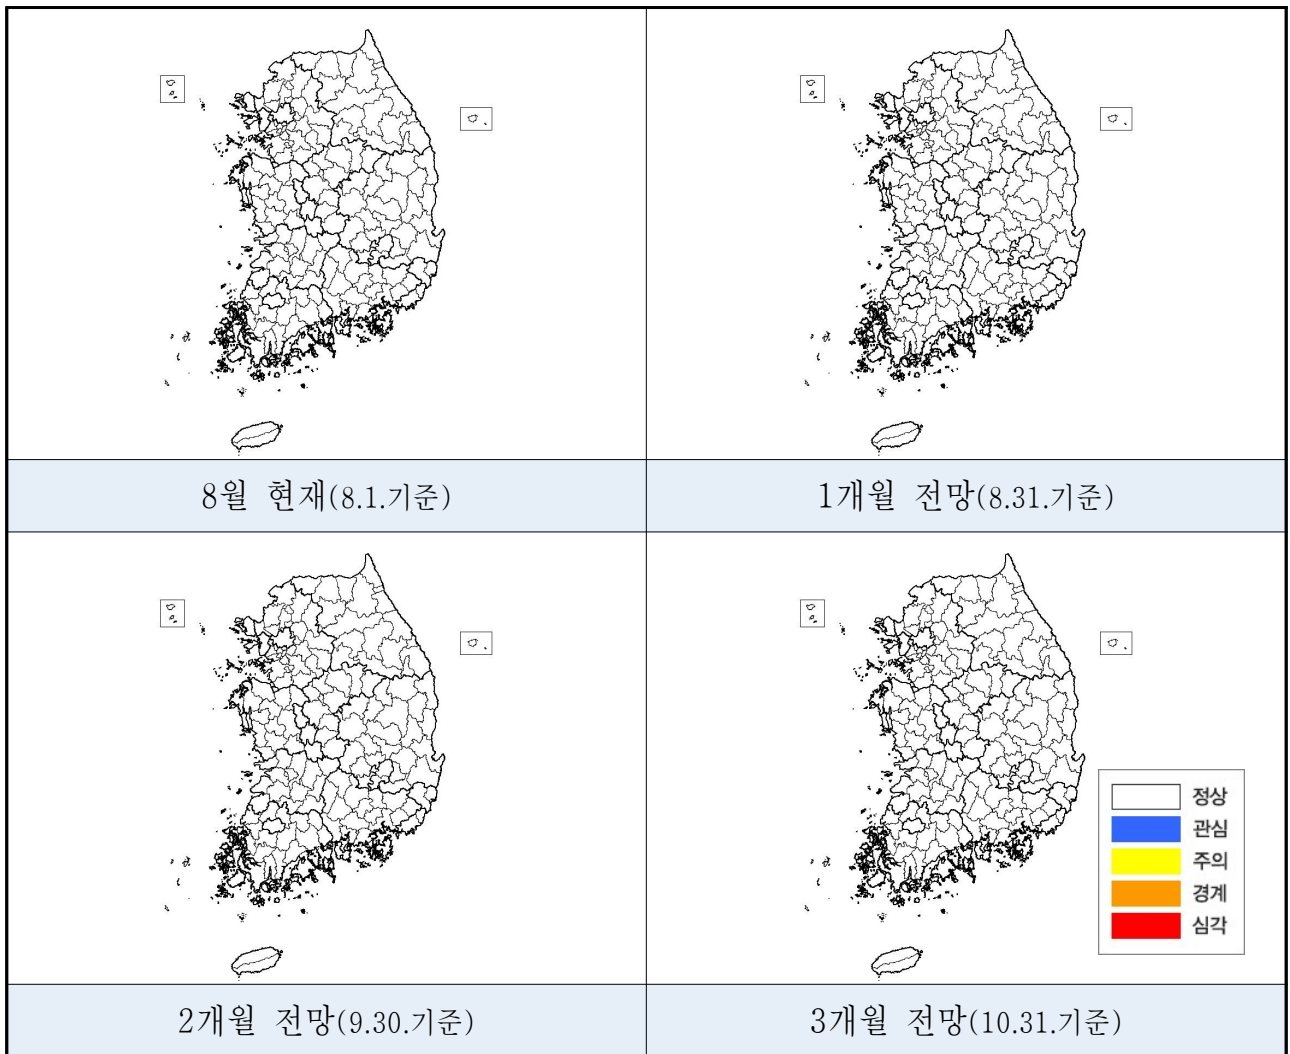 8월 현재(8.1.기준)
1개월 전망(8.31.기준)
정상
관심
주의
경계
심각
2개월 전망(9.30.기준)
3개월 전망(10.31.기준)